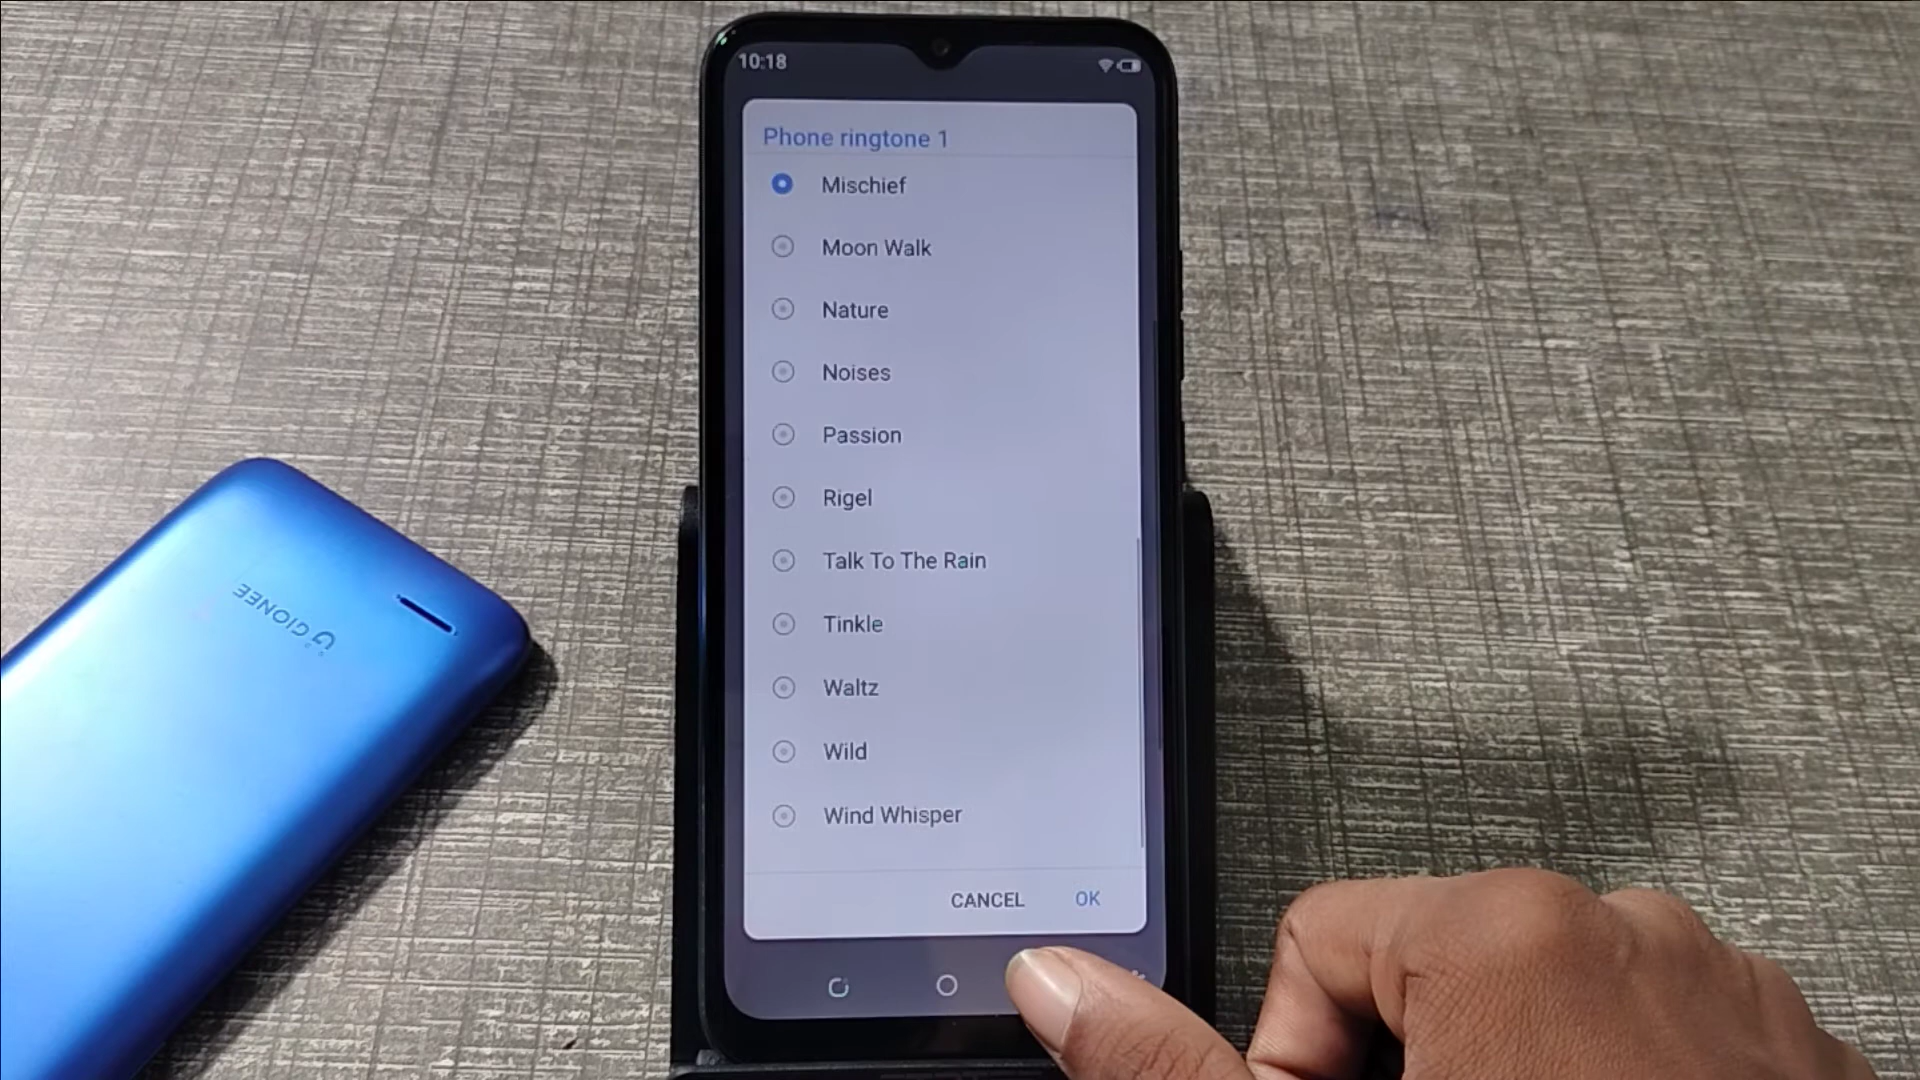 10:18
Phone ringtone 1
Mischief
Moon Walk
Nature
Noises
Passion
Rigel
Talk To The Rain
Tinkle
Waltz
Wild
Wind Whisper
CANCEL OK
GIONEE